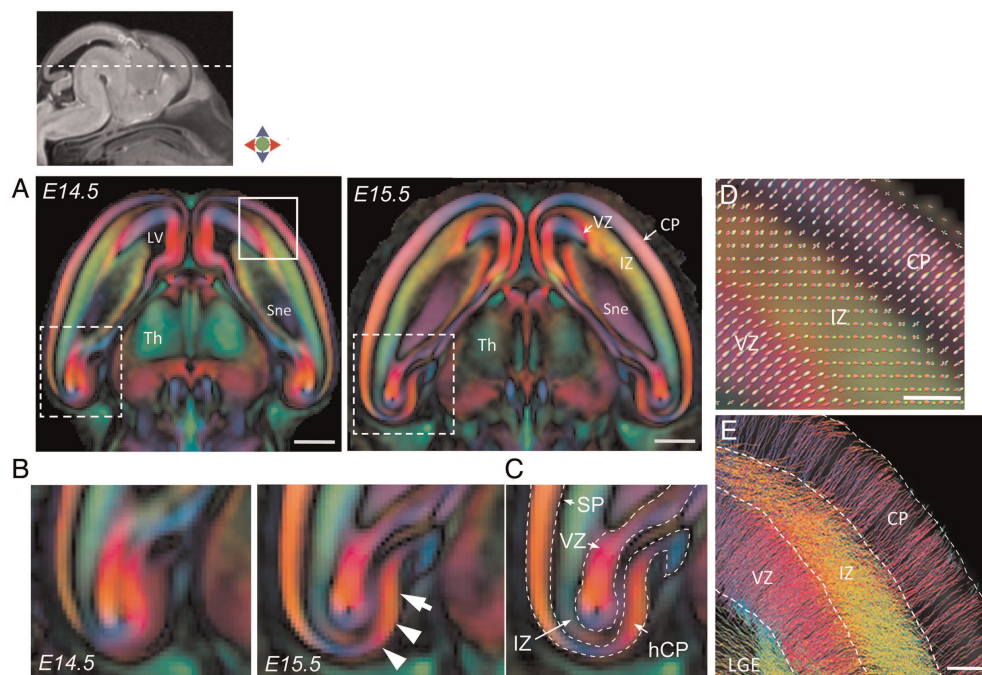 A
E14.5
LV
Sne
Th
E15.5
VZ
CP
IZ
Sne
Th
D
CP
IZ
VZ
B
E14.5
E15.5
C
SP
VZ
IZ
hCP
E
CP
IZ
VZ
LGE